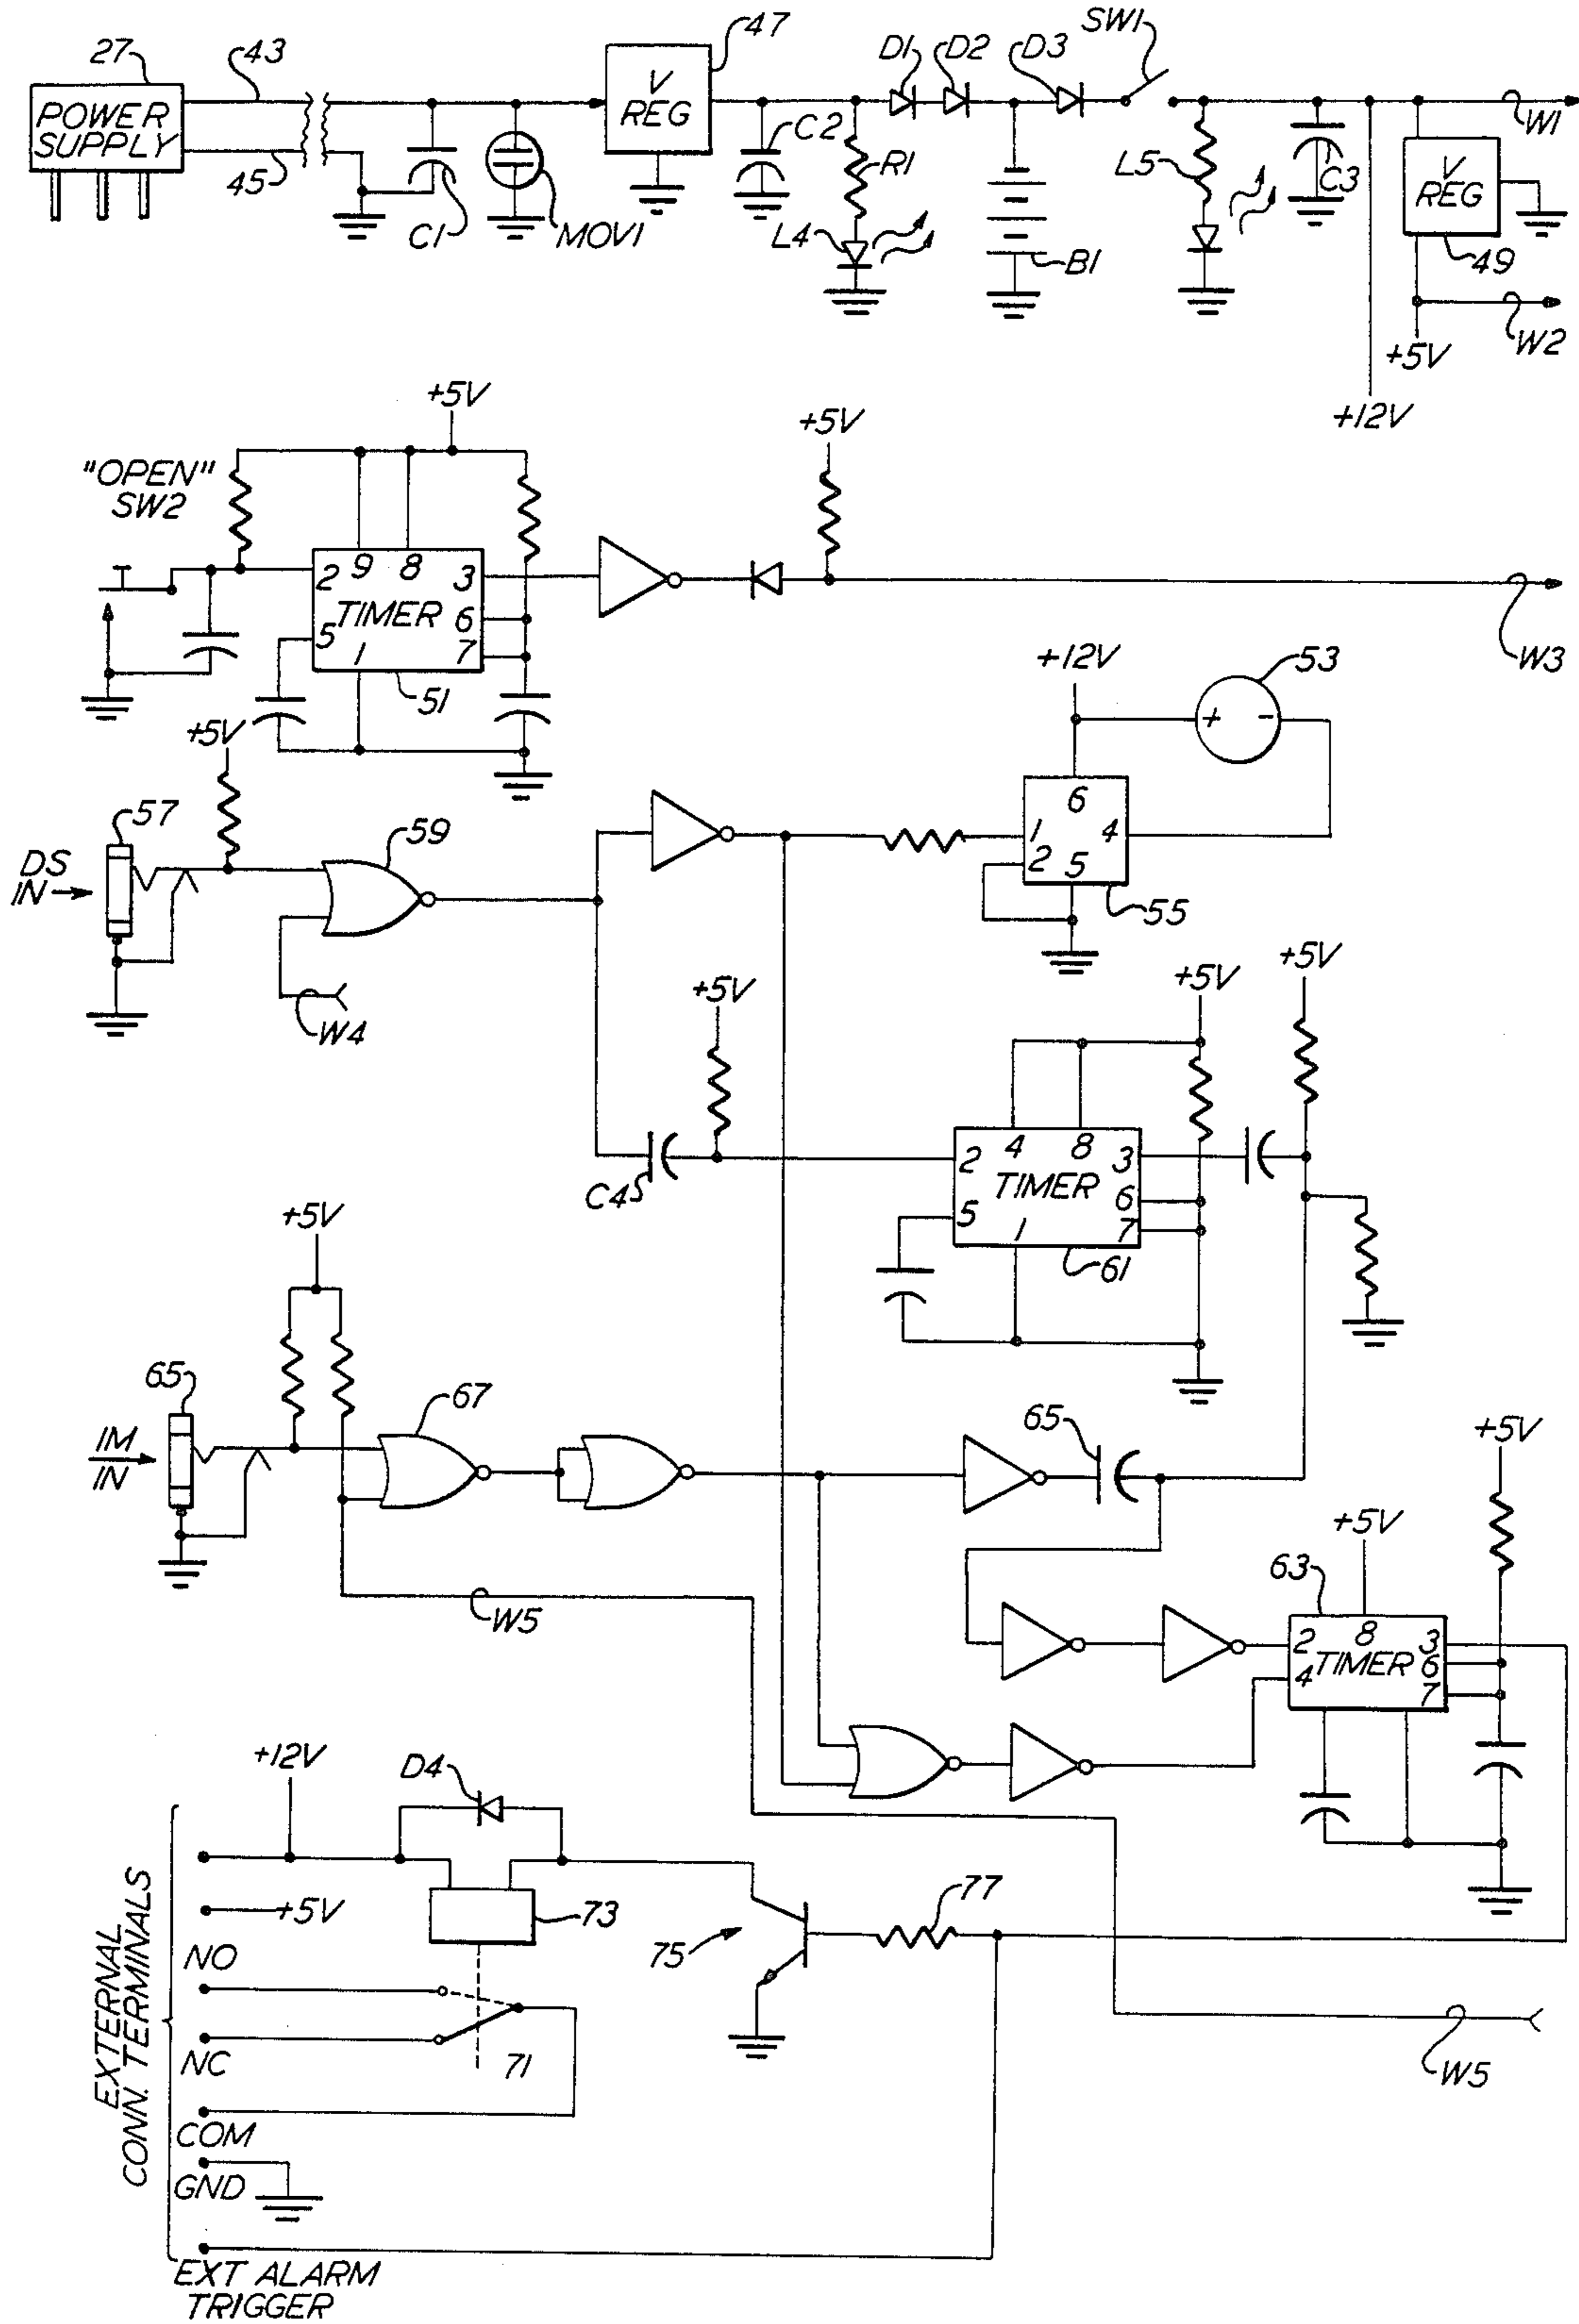 27
43
POWER
SUPPLY
45
C1
MOV1
47
V
REG
C2
R1
L4
D1
D2
D3
SW1
B1
L5
C3
V
REG
49
W1
W2
+5V
+12V
"OPEN"
SW2
+5V
2 9 8 3
TIMER
5 1 6
7
51
+5V
W3
+12V
53
+ -
6
1 4
2 5
55
+5V
57
DS
IN
59
W4
+5V
C4
+5V
+5V
2 4 8 3
TIMER
5 1 6
7
61
+5V
65
IM
IN
67
65
W5
+5V
+5V
63
2 8 3
4 TIMER 6
7
+12V
D4
73
75
77
W5
EXTERNAL
CONN. TERMINALS
+5V
NO
NC
71
COM
GND
EXT ALARM
TRIGGER